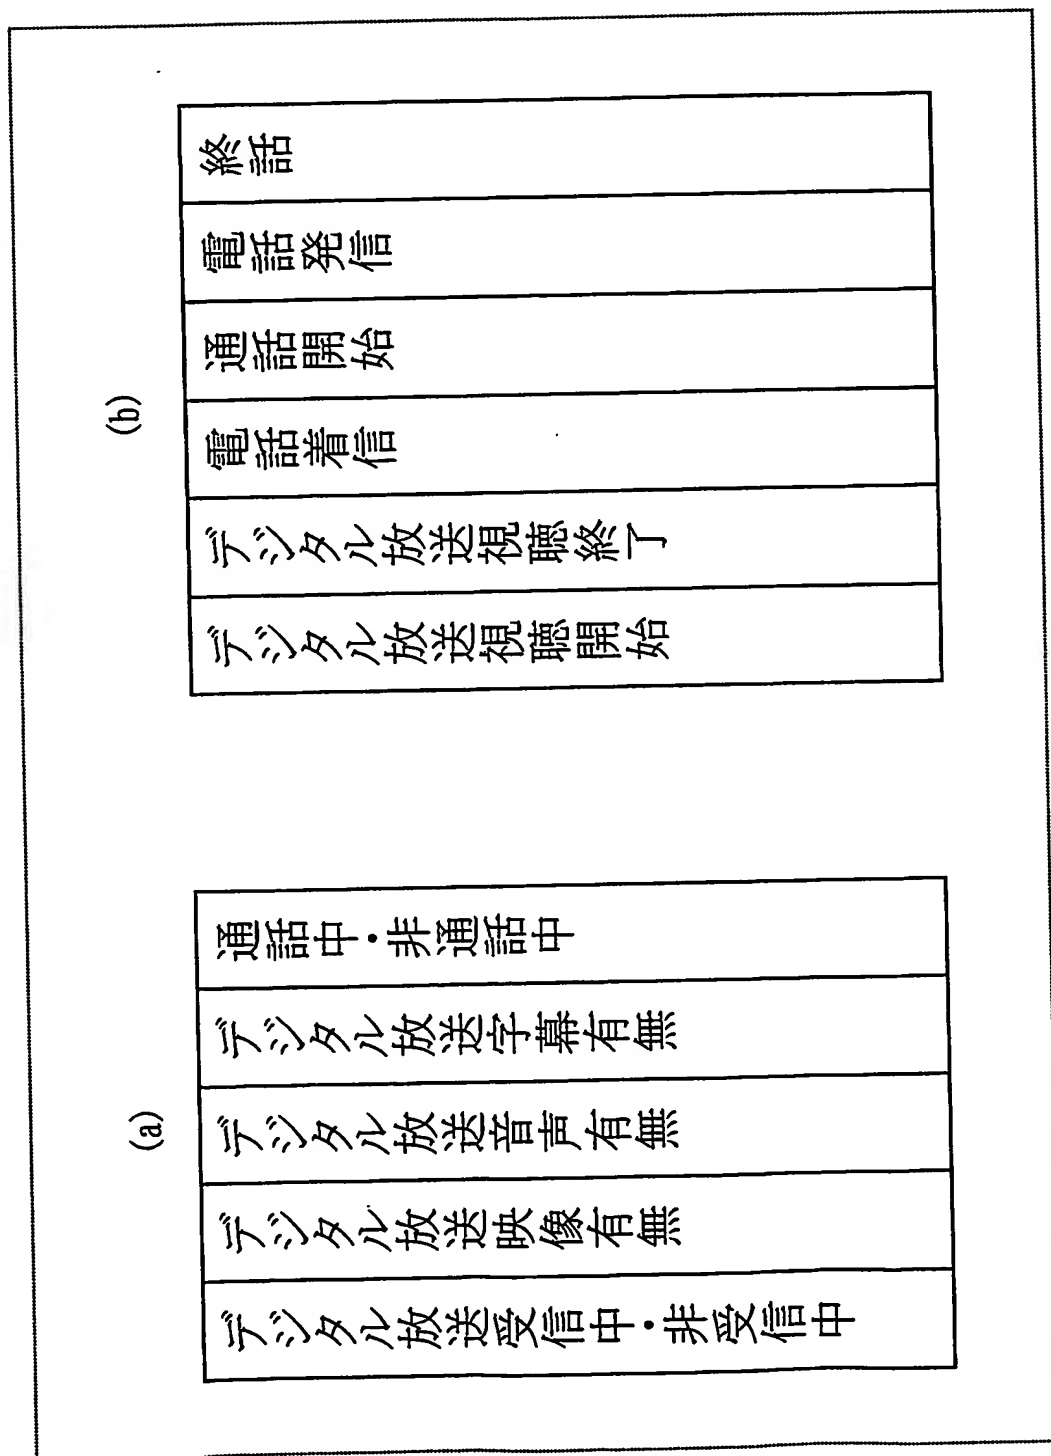 (b)
終話
電話発信
通話開始
電話着信
デジタル放送視聴終了
デジタル放送視聴開始
(a)
通話中・非通話中
デジタル放送字幕有無
デジタル放送音声有無
デジタル放送映像有無
デジタル放送受信中・非受信中